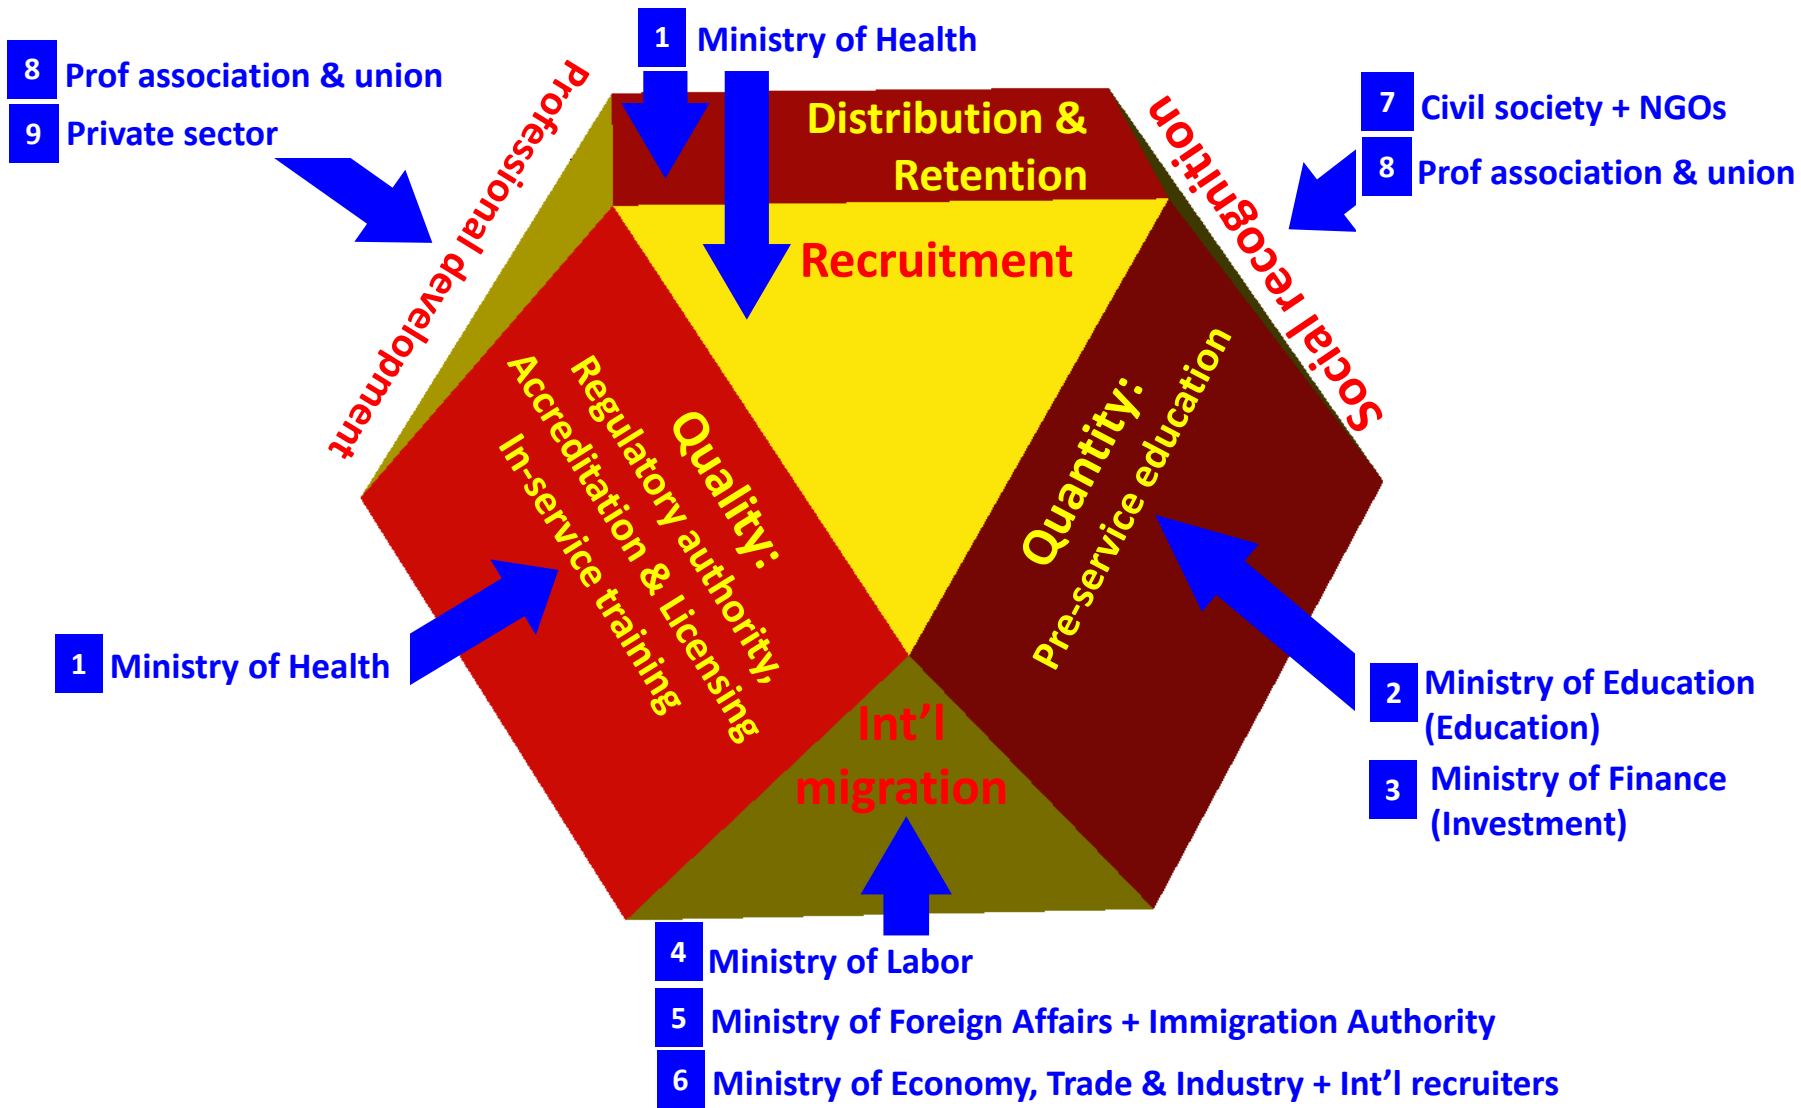 1 Ministry of Health
8 Prof association & union
9 Private sector
Professional development
Distribution &
Retention
Social recognition
7 Civil society + NGOs
8 Prof association & union
Recruitment
Quality:
Regulatory authority,
Accreditation & Licensing
In-service training
Quantity:
Pre-service education
1 Ministry of Health
Int’l
migration
2 Ministry of Education
(Education)
3 Ministry of Finance
(Investment)
4 Ministry of Labor
5 Ministry of Foreign Affairs + Immigration Authority
6 Ministry of Economy, Trade & Industry + Int’l recruiters